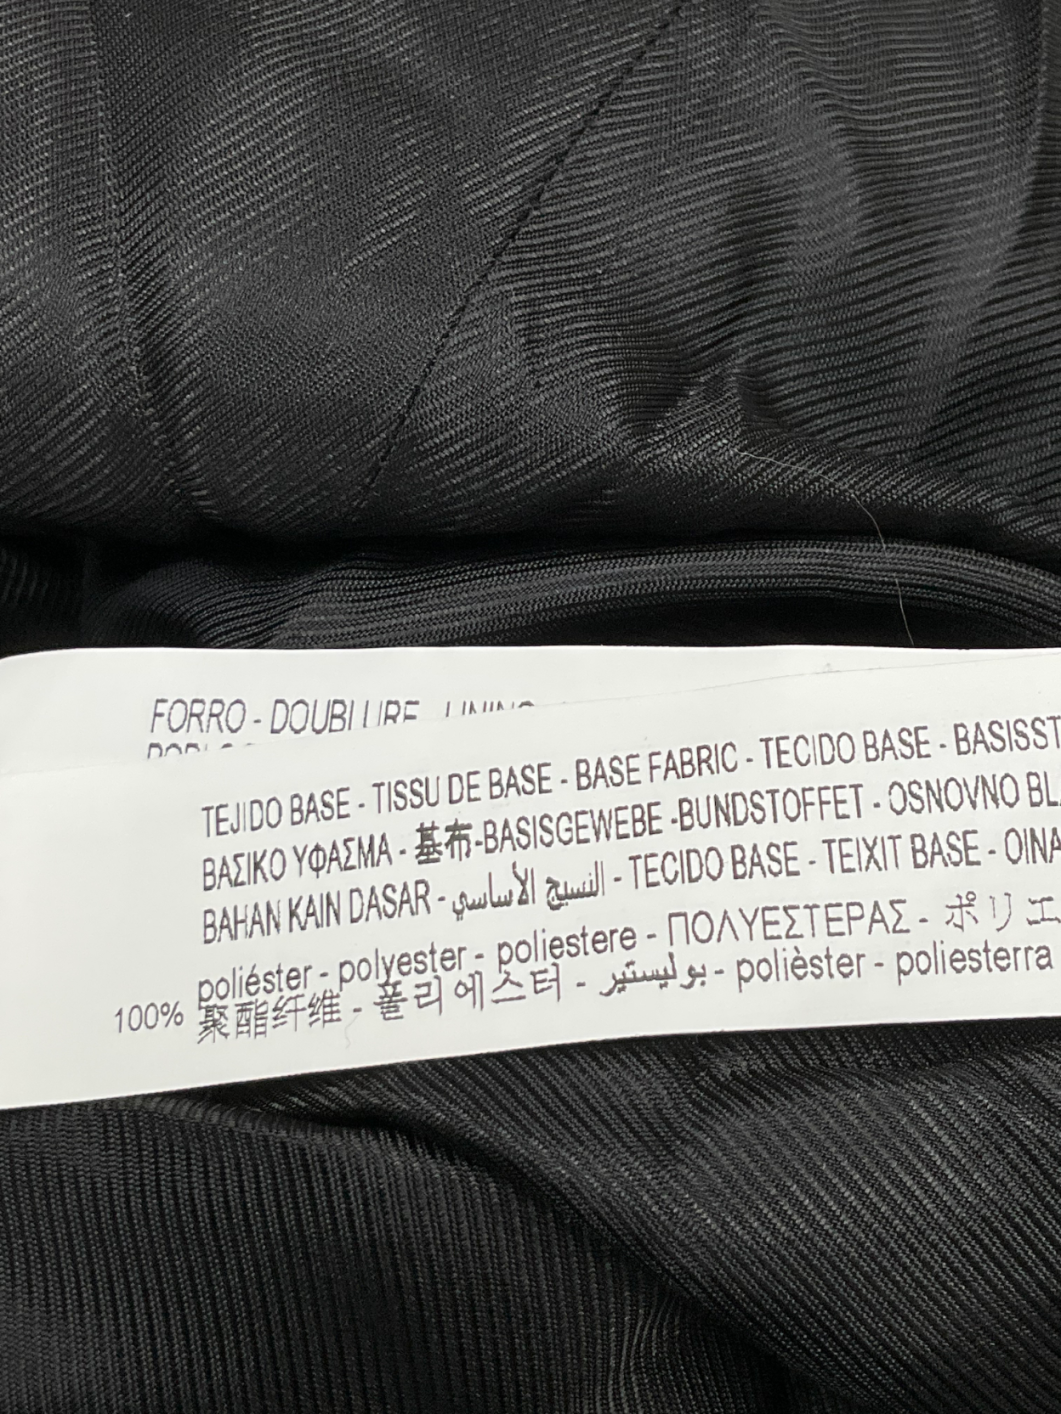 FORRO - DOUBLURE - LINING
TEJIDO BASE - TISSU DE BASE - BASE FABRIC - TECIDO BASE - BASISST
ΒΑΣΙΚΟ ΥΦΑΣΜΑ - 基布-BASISGEWEBE -BUNDSTOFFET - OSNOVNO BL
BAHAN KAIN DASAR - النسيج الأساسي - TECIDO BASE - TEIXIT BASE - OINA
poliéster - polyester - poliestere - ΠΟΛΥΕΣΤΕΡΑΣ - ポリエ
100% 聚酯纤维 - 폴리에스터 - بوليستير - polièster - poliesterra